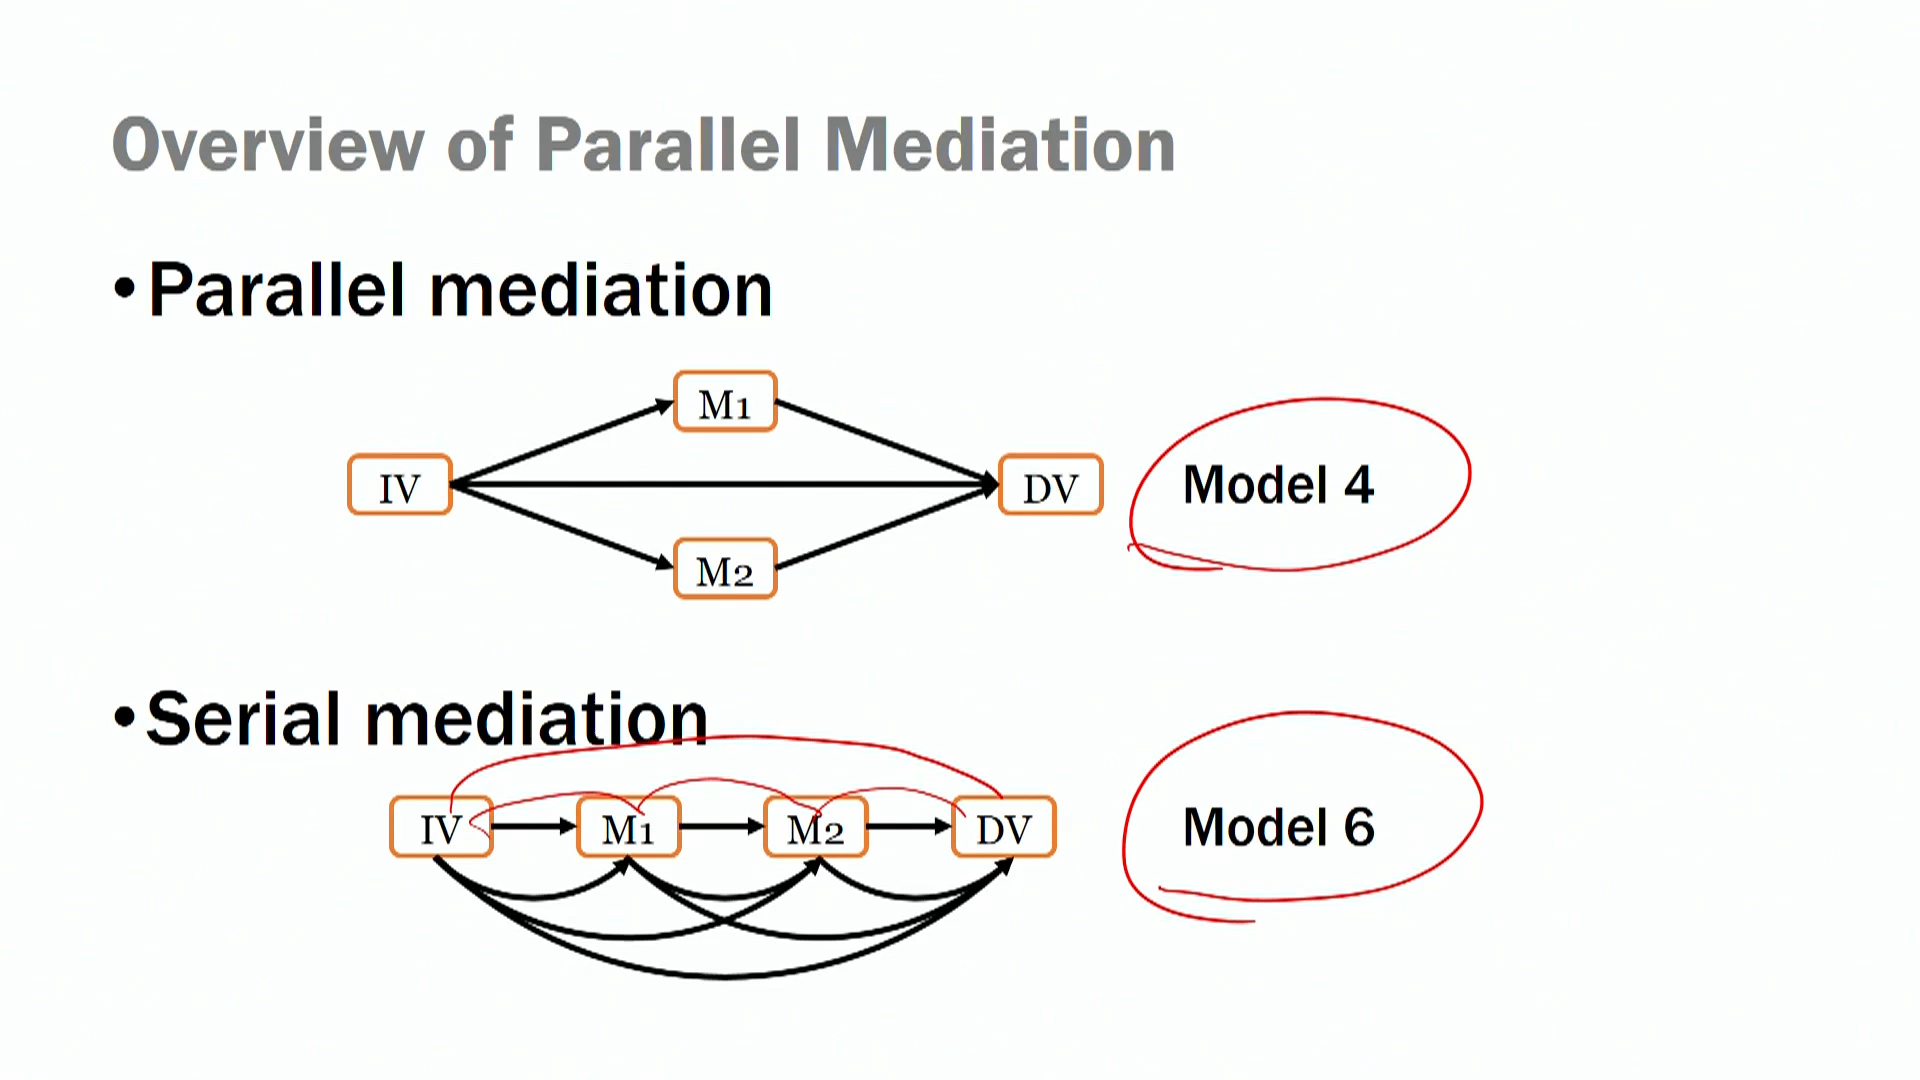 Overview of Parallel Mediation
•Parallel mediation
M1
IV
DV
Model 4
M2
•Serial mediation
IV
M1
M2
DV
Model 6